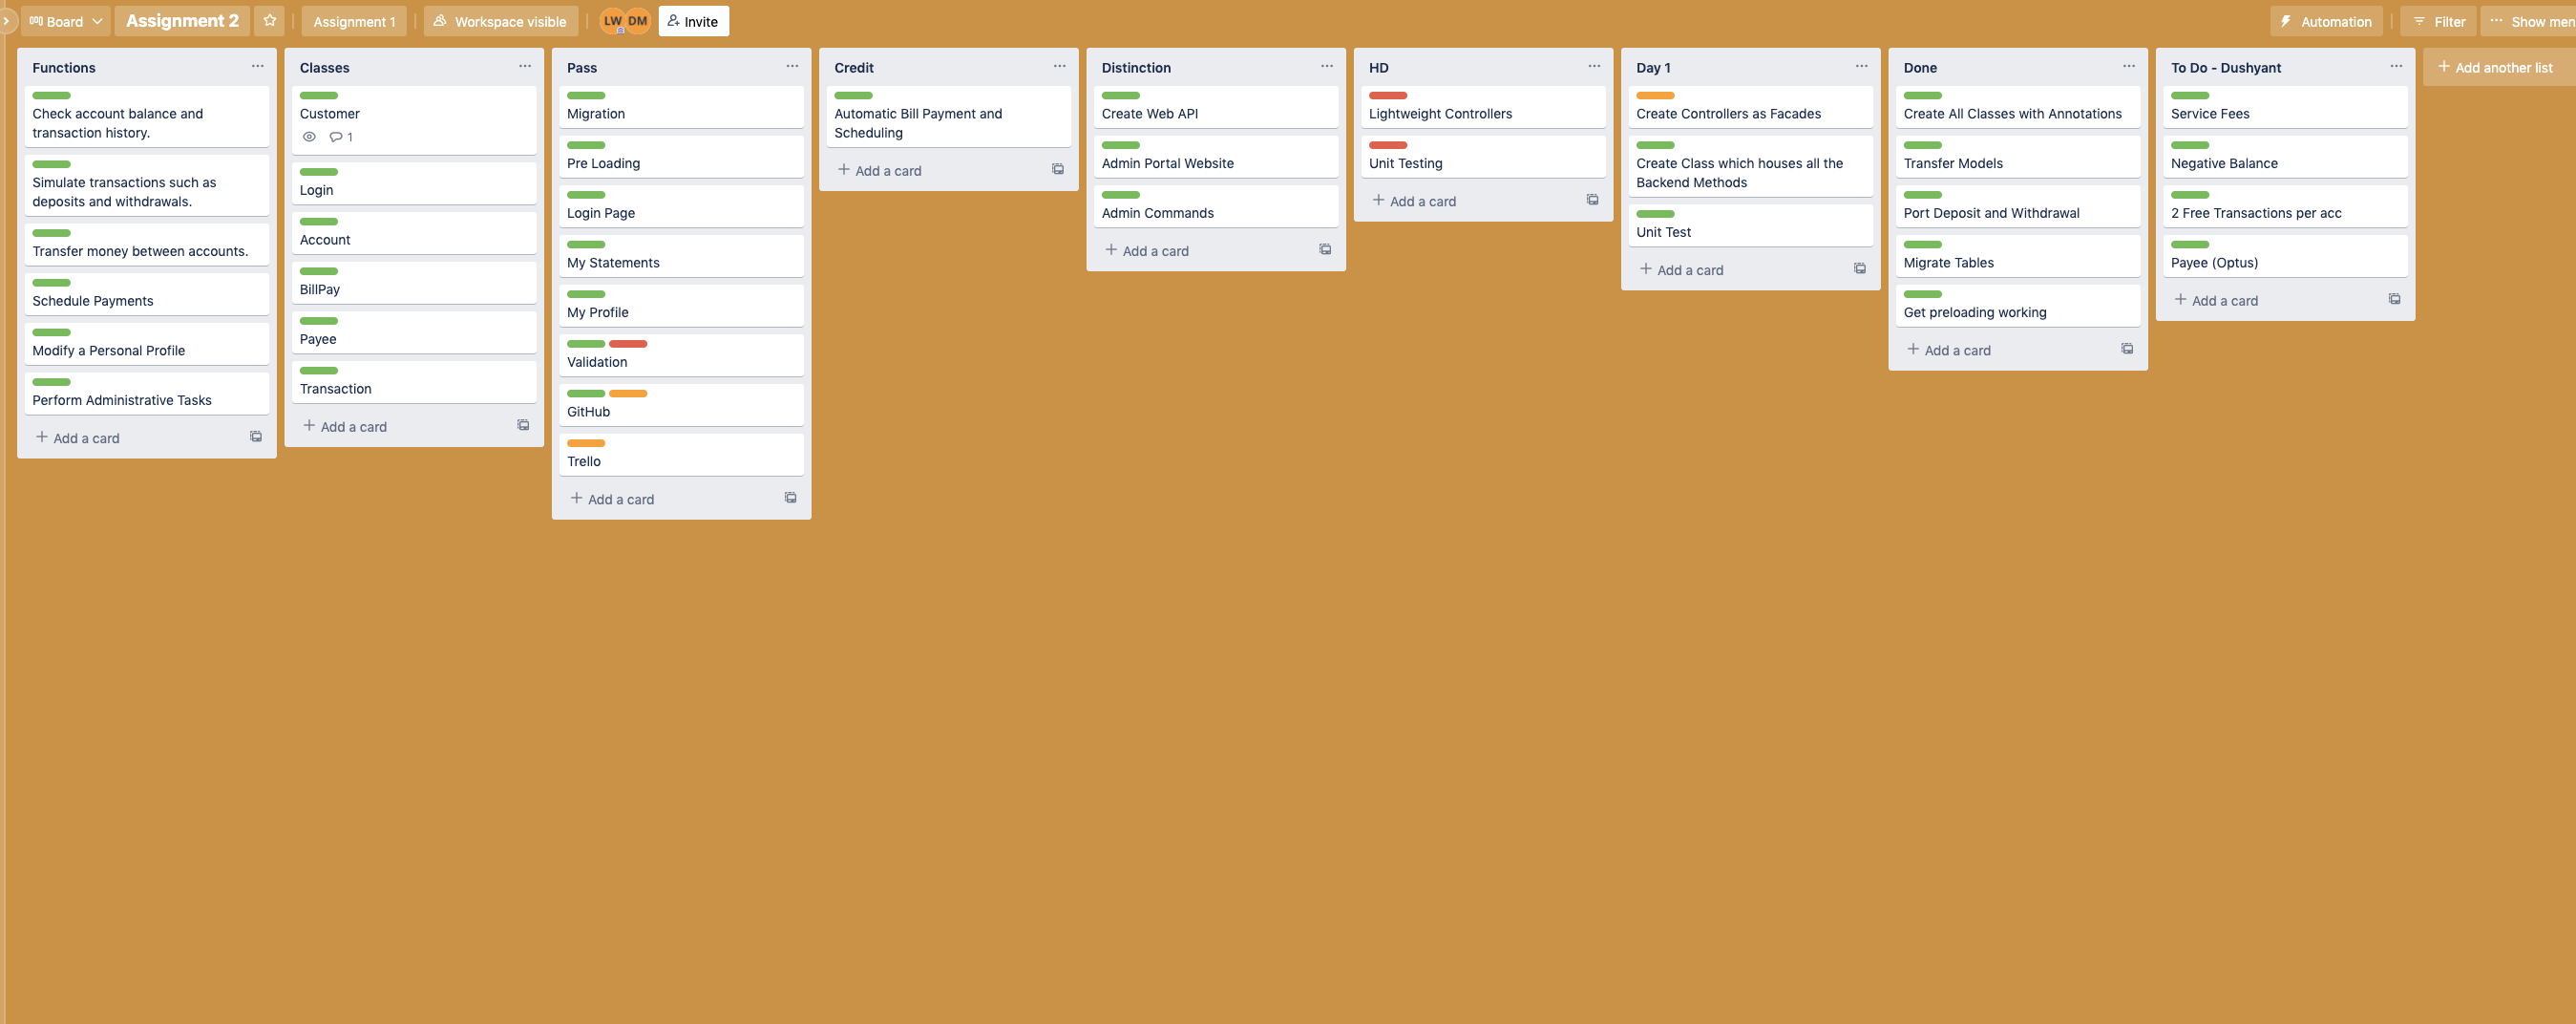 Board
Assignment 2
Assignment 1
Workspace visible
LW DM
Invite
Automation
Filter
Show men
Functions
Check account balance and
transaction history.
Simulate transactions such as
deposits and withdrawals.
Transfer money between accounts.
Schedule Payments
Modify a Personal Profile
Perform Administrative Tasks
+ Add a card
Classes
Customer
1
Login
Account
BillPay
Payee
Transaction
+ Add a card
Pass
Migration
Pre Loading
Login Page
My Statements
My Profile
Validation
GitHub
Trello
+ Add a card
Credit
Automatic Bill Payment and
Scheduling
+ Add a card
Distinction
Create Web API
Admin Portal Website
Admin Commands
+ Add a card
HD
Lightweight Controllers
Unit Testing
+ Add a card
Day 1
Create Controllers as Facades
Create Class which houses all the
Backend Methods
Unit Test
+ Add a card
Done
Create All Classes with Annotations
Transfer Models
Port Deposit and Withdrawal
Migrate Tables
Get preloading working
+ Add a card
To Do - Dushyant
Service Fees
Negative Balance
2 Free Transactions per acc
Payee (Optus)
+ Add a card
+ Add another list